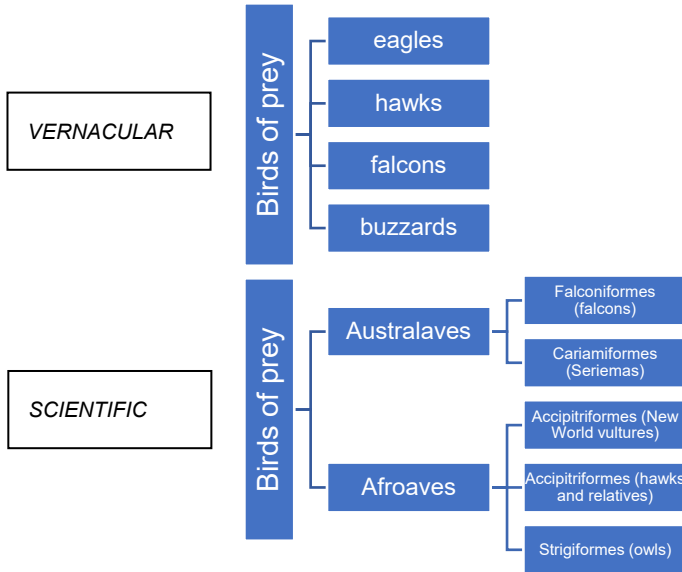 VERNACULAR
Birds of prey
eagles
hawks
falcons
buzzards
SCIENTIFIC
Birds of prey
Australaves
Falconiformes
(falcons)
Cariamiformes
(Seriemas)
Afroaves
Accipitriformes (New
World vultures)
Accipitriformes (hawks
and relatives)
Strigiformes (owls)